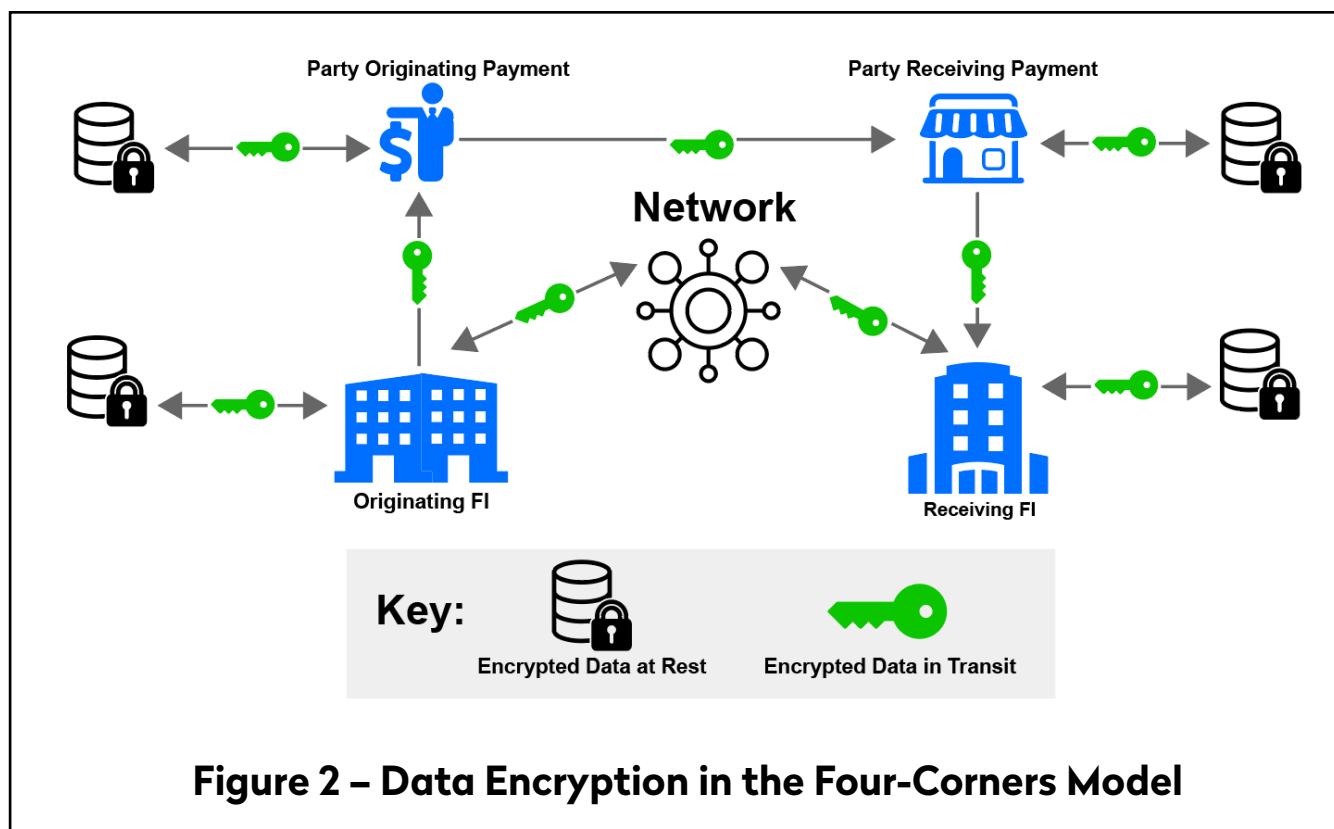 Party Originating Payment
Party Receiving Payment
$
Network
Originating FI
Receiving FI
Key:
Encrypted Data at Rest
Encrypted Data in Transit
Figure 2 – Data Encryption in the Four-Corners Model